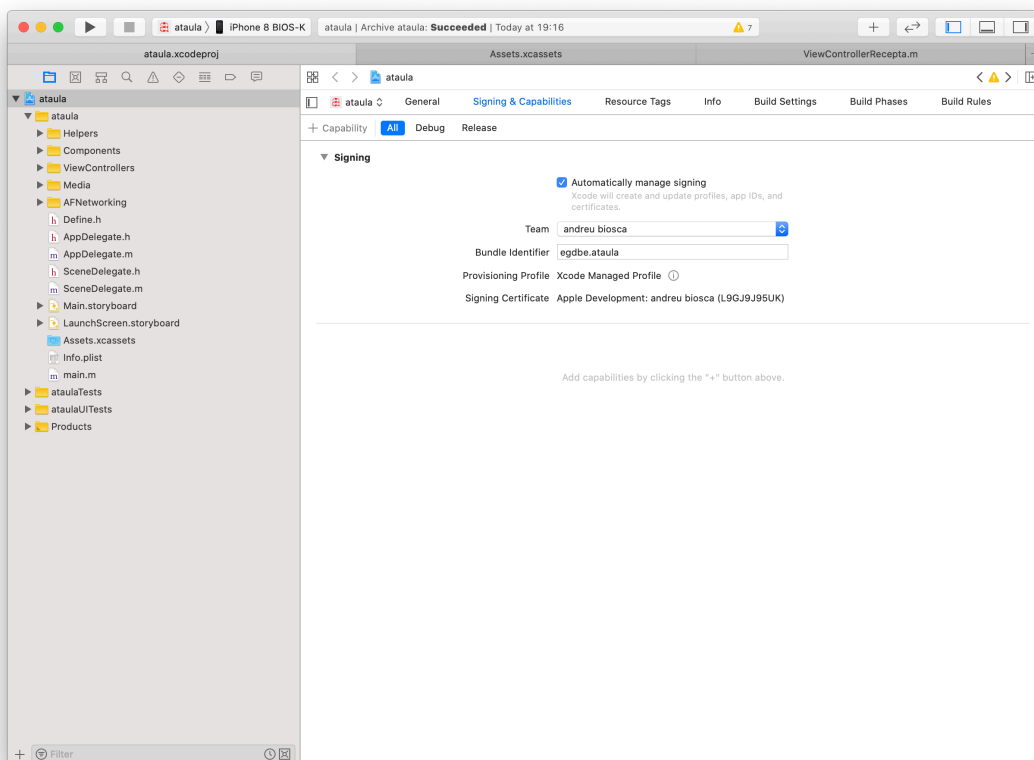 ataula 〉 iPhone 8 BIOS-K
ataula | Archive ataula: Succeeded | Today at 19:16
7
ataula.xcodeproj
Assets.xcassets
ViewControllerRecepta.m
ataula
ataula
Helpers
Components
ViewControllers
Media
AFNetworking
h Define.h
h AppDelegate.h
m AppDelegate.m
h SceneDelegate.h
m SceneDelegate.m
Main.storyboard
LaunchScreen.storyboard
Assets.xcassets
Info.plist
m main.m
ataulaTests
ataulaUITests
Products
Filter
ataula
ataula General Signing & Capabilities Resource Tags Info Build Settings Build Phases Build Rules
+ Capability All Debug Release
Signing
Automatically manage signing
Xcode will create and update profiles, app IDs, and
certificates.
Team andreu biosca
Bundle Identifier egdbe.ataula
Provisioning Profile Xcode Managed Profile
Signing Certificate Apple Development: andreu biosca (L9GJ9J95UK)
Add capabilities by clicking the "+" button above.